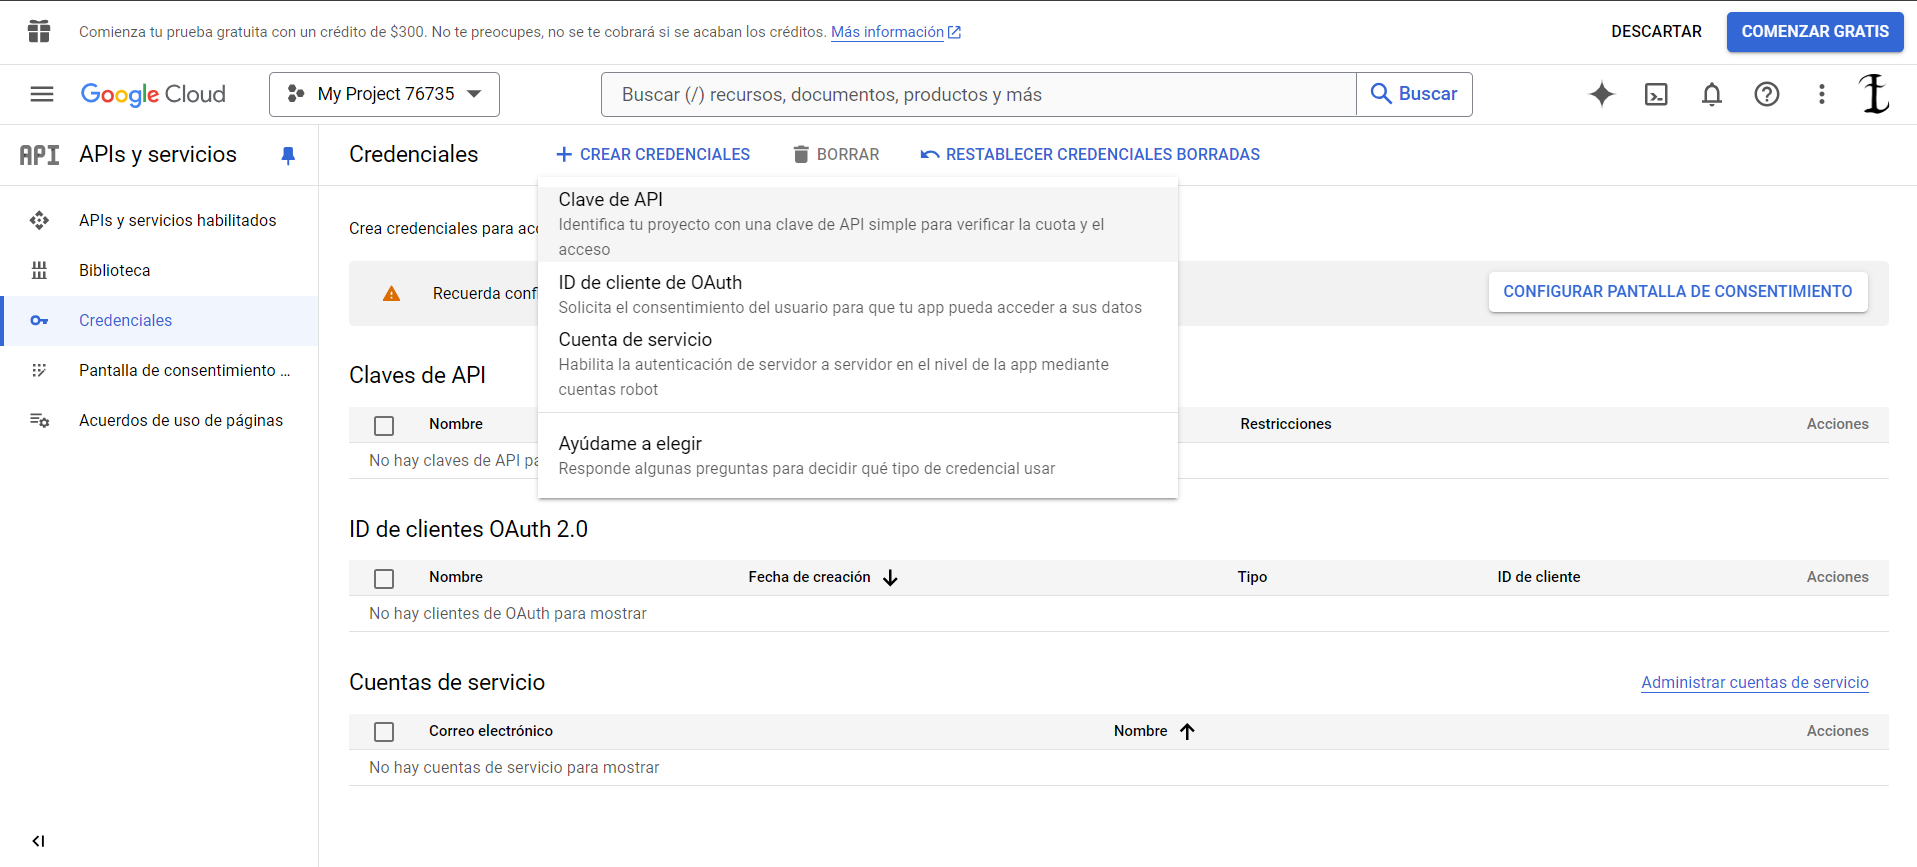 Comienza tu prueba gratuita con un crédito de $300. No te preocupes, no se te cobrará si se acaban los créditos. Más información
DESCARTAR
COMENZAR GRATIS
Google Cloud
My Project 76735
Buscar (/) recursos, documentos, productos y más
Buscar
API
APIs y servicios
Credenciales
CREAR CREDENCIALES
BORRAR
RESTABLECER CREDENCIALES BORRADAS
APIs y servicios habilitados
Biblioteca
Credenciales
Pantalla de consentimiento ...
Acuerdos de uso de páginas
Clave de API
Identifica tu proyecto con una clave de API simple para verificar la cuota y el
acceso
ID de cliente de OAuth
Solicita el consentimiento del usuario para que tu app pueda acceder a sus datos
Cuenta de servicio
Habilita la autenticación de servidor a servidor en el nivel de la app mediante
cuentas robot
Ayúdame a elegir
Responde algunas preguntas para decidir qué tipo de credencial usar
Crea credenciales para
Recuerda
CONFIGURAR PANTALLA DE CONSENTIMIENTO
Claves de API
Nombre
Restricciones
Acciones
No hay claves de API
ID de clientes OAuth 2.0
Nombre
Fecha de creación
Tipo
ID de cliente
Acciones
No hay clientes de OAuth para mostrar
Cuentas de servicio
Administrar cuentas de servicio
Correo electrónico
Nombre
Acciones
No hay cuentas de servicio para mostrar